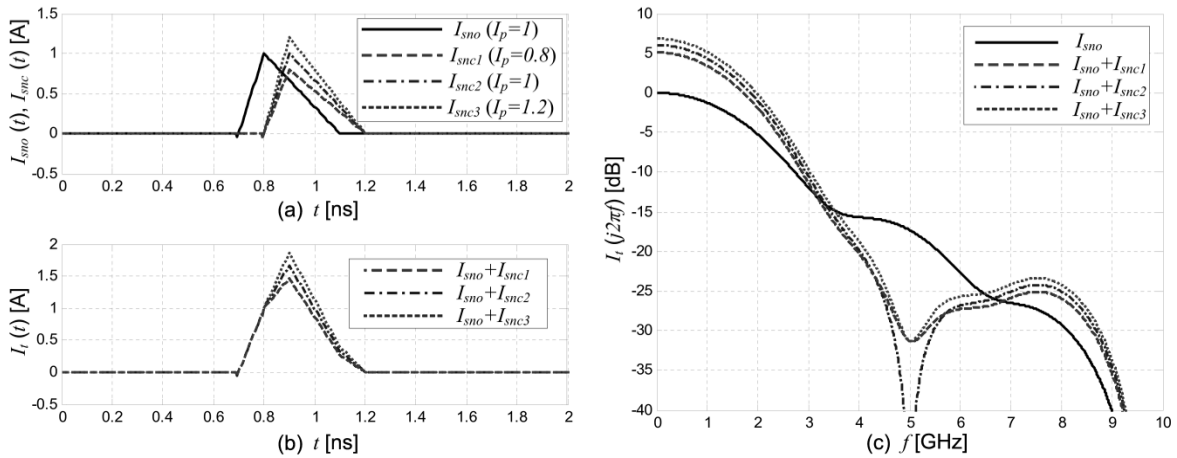 I_sno (t), I_snc (t) [A]
1.5
1
0.5
0
-0.5
I_sno (I_p=1)
I_snc1 (I_p=0.8)
I_snc2 (I_p=1)
I_snc3 (I_p=1.2)
0 0.2 0.4 0.6 0.8 1 1.2 1.4 1.6 1.8 2
(a) t [ns]
I_t (t) [A]
2
1.5
1
0.5
0
-0.5
I_sno+I_snc1
I_sno+I_snc2
I_sno+I_snc3
0 0.2 0.4 0.6 0.8 1 1.2 1.4 1.6 1.8 2
(b) t [ns]
I_t (j2πf) [dB]
10
5
0
-5
-10
-15
-20
-25
-30
-35
-40
I_sno
I_sno+I_snc1
I_sno+I_snc2
I_sno+I_snc3
0 1 2 3 4 5 6 7 8 9 10
(c) f [GHz]